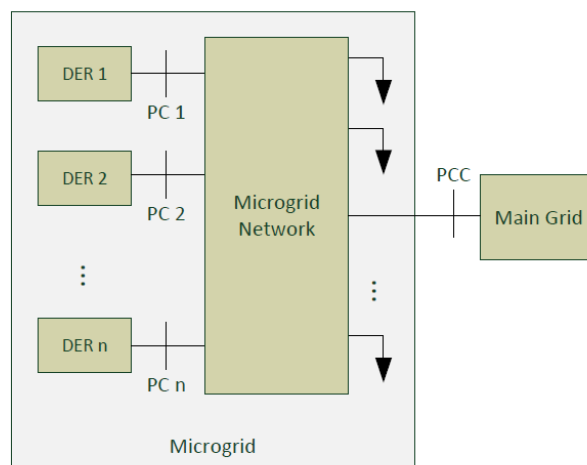 DER 1
PC 1
DER 2
PC 2
Microgrid
Network
PCC
Main Grid
DER n
PC n
Microgrid